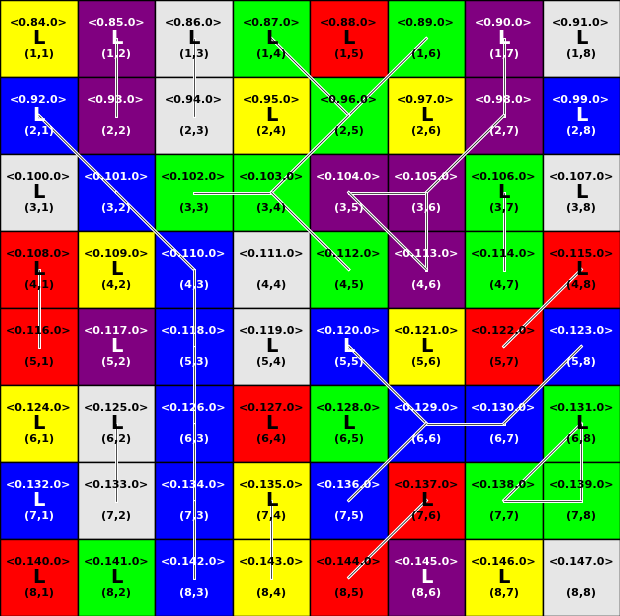 <0.84.0> <0.85.0> <0.86.0> <0.87.0> <0.88.0> <0.89.0> <0.90.0> <0.91.0>
L L L L L L L
(1,1) (1,2) (1,3) (1,4) (1,5) (1,6) (1,7) (1,8)
<0.92.0> <0.93.0> <0.94.0> <0.95.0> <0.96.0> <0.97.0> <0.98.0> <0.99.0>
L L L L
(2,1) (2,2) (2,3) (2,4) (2,5) (2,6) (2,7) (2,8)
<0.100.0> <0.101.0> <0.102.0> <0.103.0> <0.104.0> <0.105.0> <0.106.0> <0.107.0>
L L L
(3,1) (3,2) (3,3) (3,4) (3,5) (3,6) (3,7) (3,8)
<0.108.0> <0.109.0> <0.110.0> <0.111.0> <0.112.0> <0.113.0> <0.114.0> <0.115.0>
L L L
(4,1) (4,2) (4,3) (4,4) (4,5) (4,6) (4,7) (4,8)
<0.116.0> <0.117.0> <0.118.0> <0.119.0> <0.120.0> <0.121.0> <0.122.0> <0.123.0>
L L L L
(5,1) (5,2) (5,3) (5,4) (5,5) (5,6) (5,7) (5,8)
<0.124.0> <0.125.0> <0.126.0> <0.127.0> <0.128.0> <0.129.0> <0.130.0> <0.131.0>
L L L L L
(6,1) (6,2) (6,3) (6,4) (6,5) (6,6) (6,7) (6,8)
<0.132.0> <0.133.0> <0.134.0> <0.135.0> <0.136.0> <0.137.0> <0.138.0> <0.139.0>
L L L
(7,1) (7,2) (7,3) (7,4) (7,5) (7,6) (7,7) (7,8)
<0.140.0> <0.141.0> <0.142.0> <0.143.0> <0.144.0> <0.145.0> <0.146.0> <0.147.0>
L L L L
(8,1) (8,2) (8,3) (8,4) (8,5) (8,6) (8,7) (8,8)